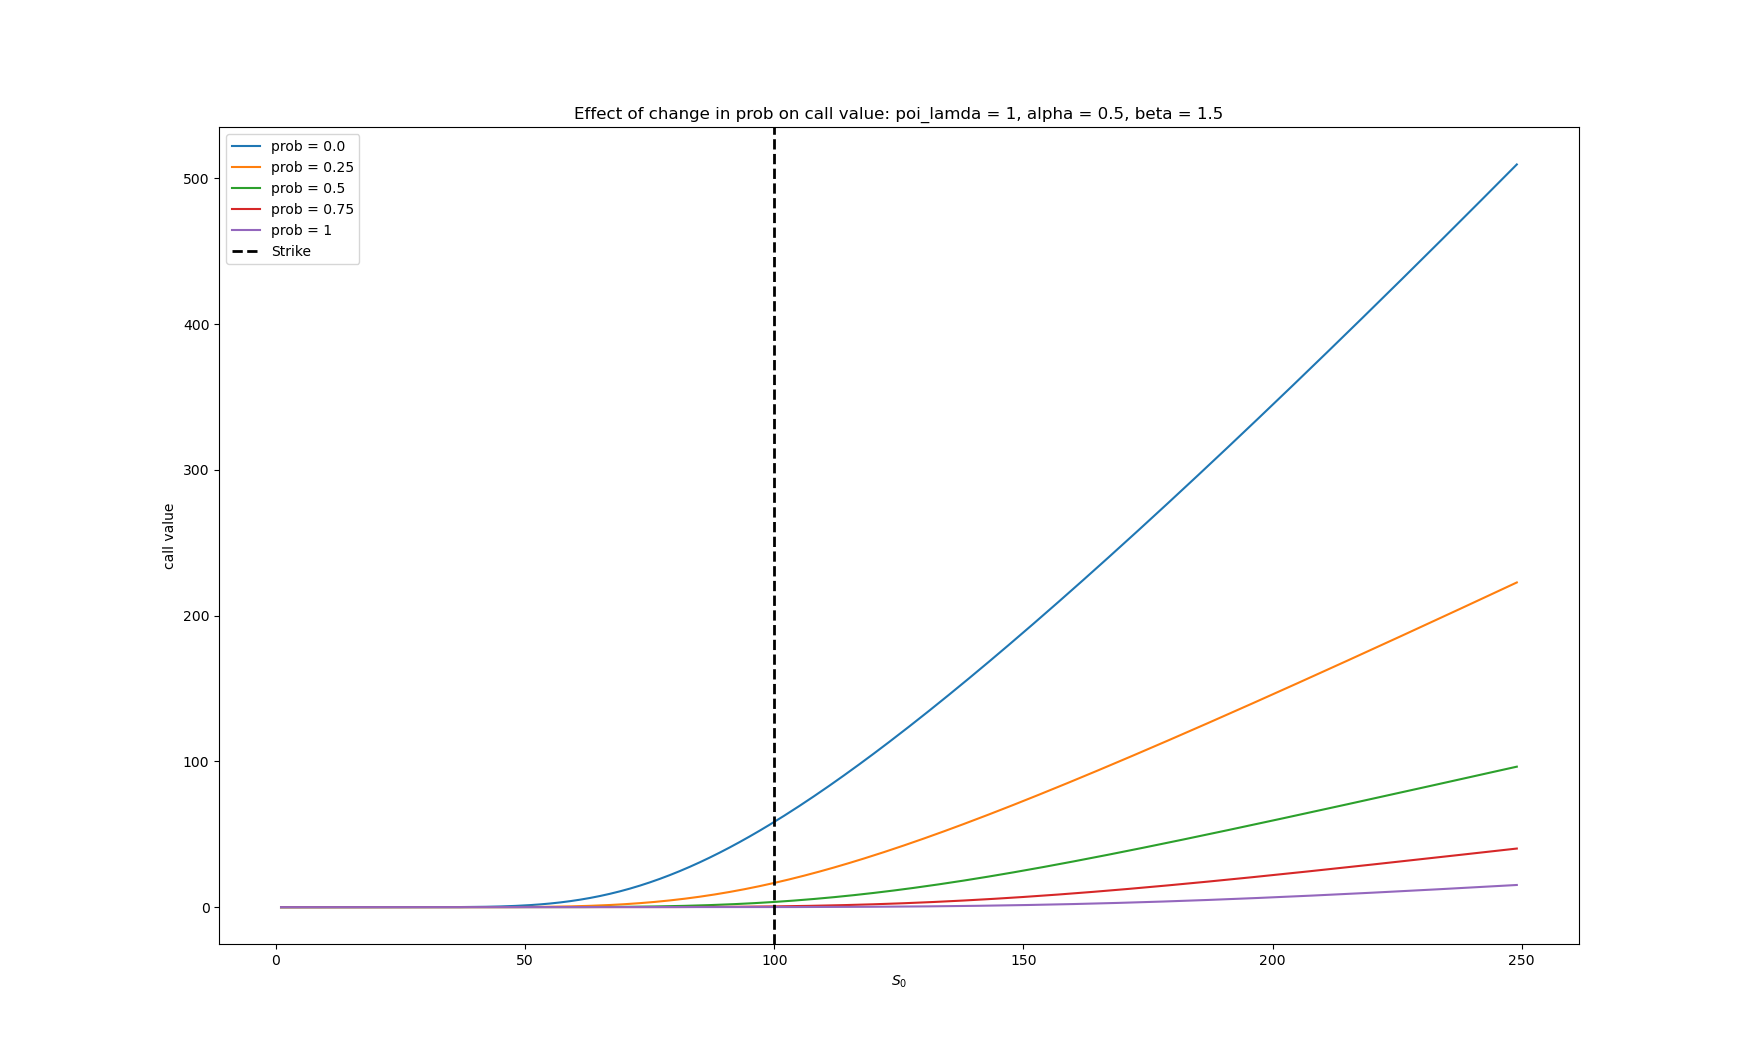 Effect of change in prob on call value: poi_lamda = 1, alpha = 0.5, beta = 1.5
prob = 0.0
prob = 0.25
prob = 0.5
prob = 0.75
prob = 1
Strike
500
400
300
200
100
0
call value
0 50 100 150 200 250
S₀